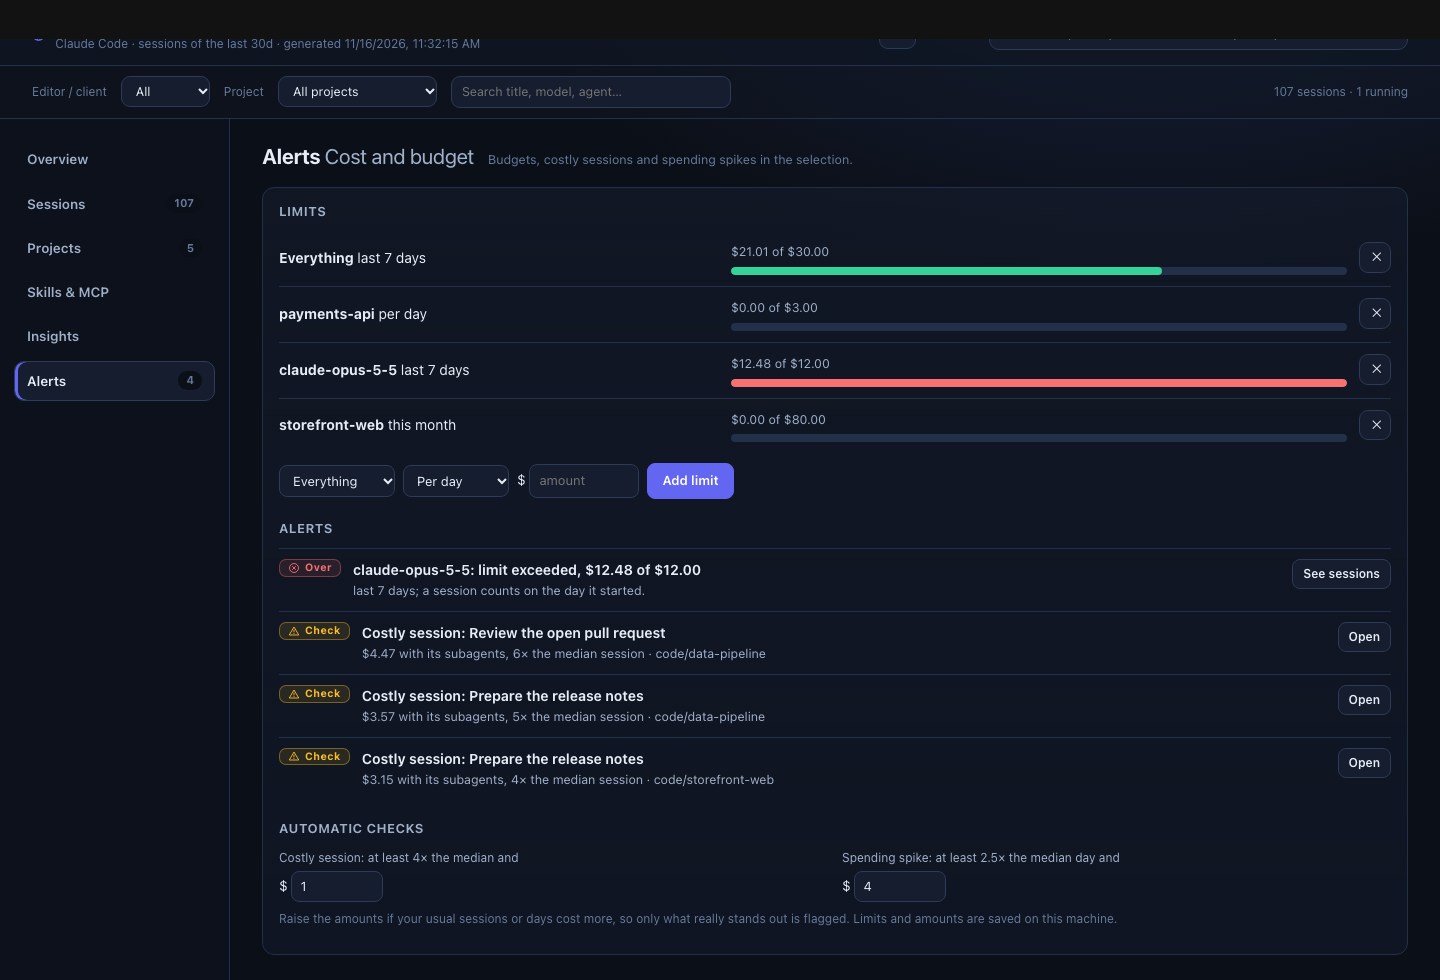 Claude Code · sessions of the last 30d · generated 11/16/2026, 11:32:15 AM
Editor / client All Project All projects Search title, model, agent... 107 sessions · 1 running
Overview
Sessions 107
Projects 5
Skills & MCP
Insights
Alerts 4
Alerts Cost and budget Budgets, costly sessions and spending spikes in the selection.
LIMITS
Everything last 7 days $21.01 of $30.00
payments-api per day $0.00 of $3.00
claude-opus-5-5 last 7 days $12.48 of $12.00
storefront-web this month $0.00 of $80.00
Everything Per day $ amount Add limit
ALERTS
Over claude-opus-5-5: limit exceeded, $12.48 of $12.00 See sessions
last 7 days; a session counts on the day it started.
Check Costly session: Review the open pull request Open
$4.47 with its subagents, 6× the median session · code/data-pipeline
Check Costly session: Prepare the release notes Open
$3.57 with its subagents, 5× the median session · code/data-pipeline
Check Costly session: Prepare the release notes Open
$3.15 with its subagents, 4× the median session · code/storefront-web
AUTOMATIC CHECKS
Costly session: at least 4× the median and Spending spike: at least 2.5× the median day and
$ 1 $ 4
Raise the amounts if your usual sessions or days cost more, so only what really stands out is flagged. Limits and amounts are saved on this machine.